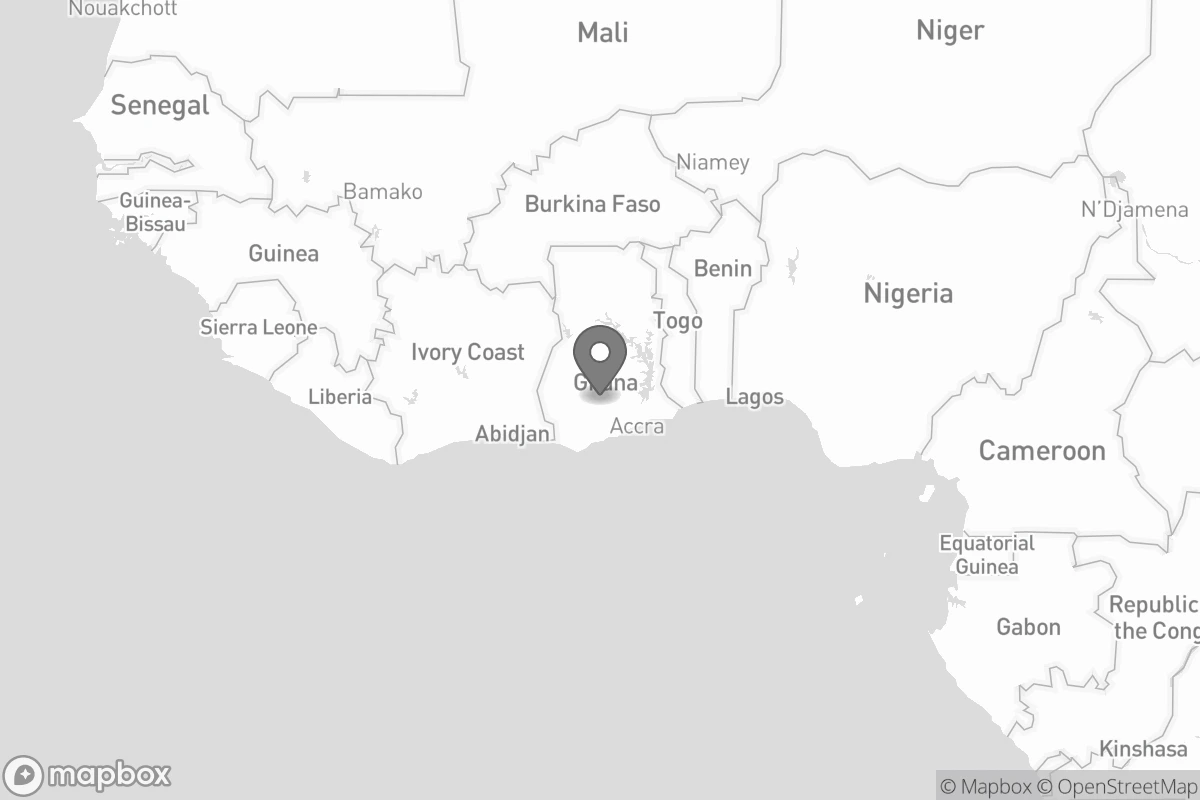 Nouakchott
Mali
Niger
Senegal
Niamey
Bamako
Burkina Faso
Guinea-
Bissau
N'Djamena
Guinea
Benin
Nigeria
Sierra Leone
Togo
Ivory Coast
Ghana
Liberia
Lagos
Accra
Abidjan
Cameroon
Equatorial
Guinea
Republic
the Cong
Gabon
Kinshasa
mapbox
© Mapbox © OpenStreetMap